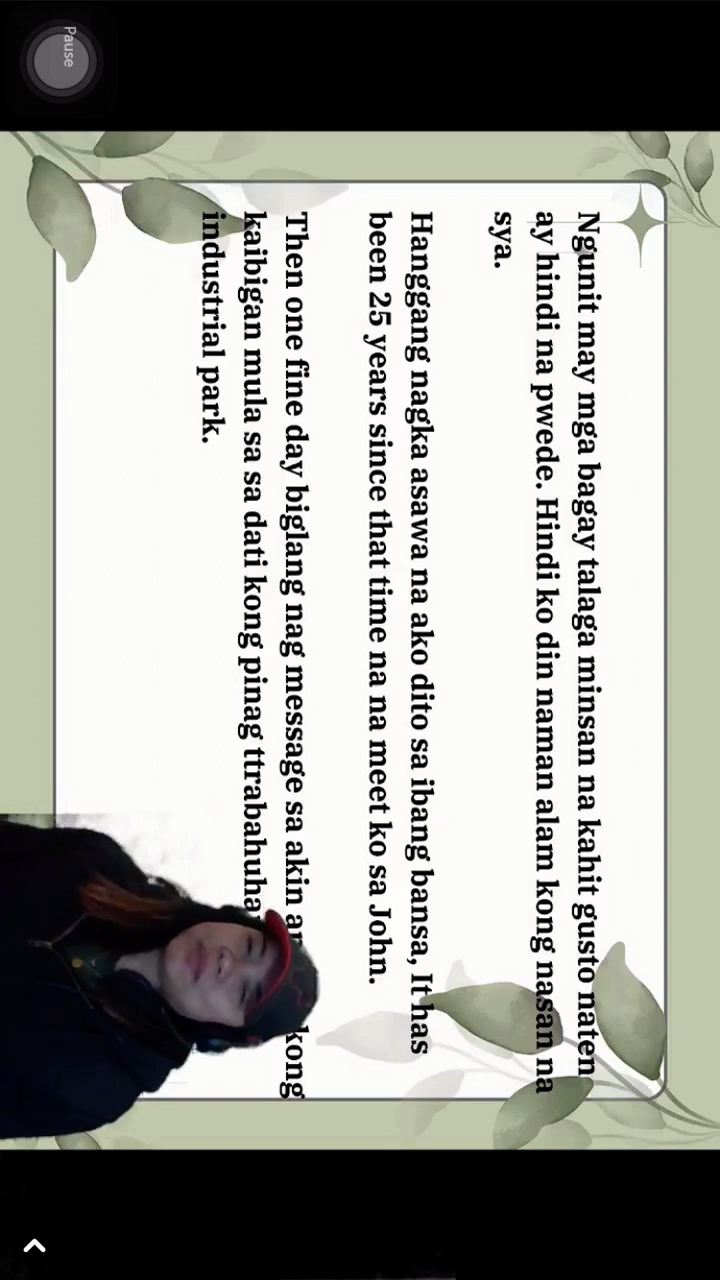 Pause
Ngunit may mga bagay talaga minsan na kahit gusto naten
ay hindi na pwede. Hindi ko din naman alam kong nasan na
sya.
Hanggang nagka asawa na ako dito sa ibang bansa, It has
been 25 years since that time na na meet ko sa John.
Then one fine day biglang nag message sa akin kong
kaibigan mula sa sa dati kong pinag
industrial park.